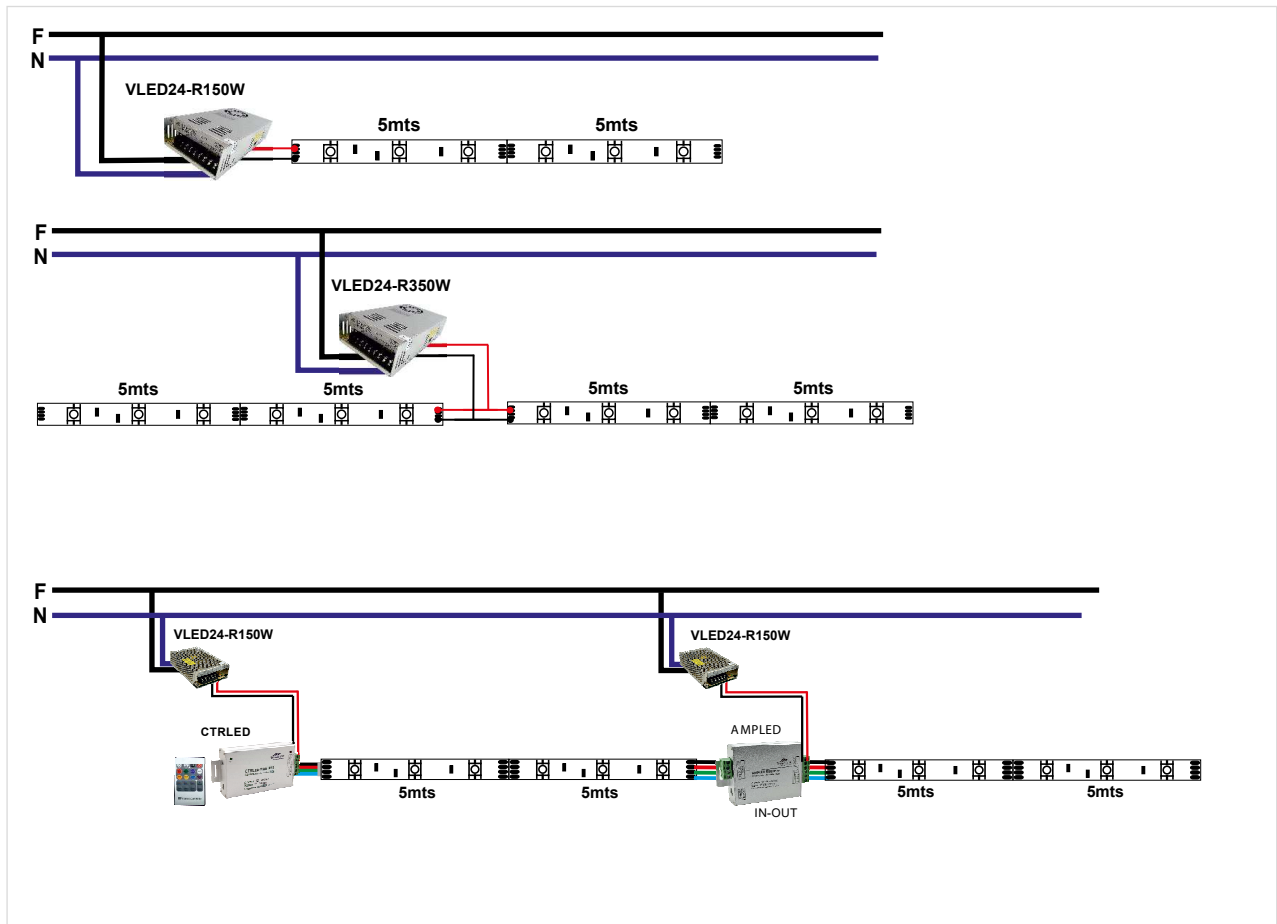 F
N
VLED24-R150W
5mts 5mts
F
N
VLED24-R350W
5mts 5mts 5mts 5mts
F
N
VLED24-R150W VLED24-R150W
CTRLED AMPLED
5mts 5mts 5mts 5mts
IN-OUT